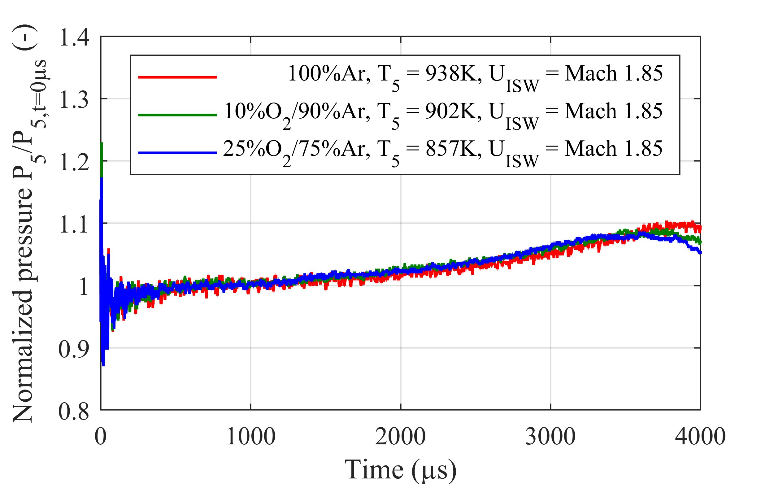 1.4
1.3
1.2
1.1
1
0.9
0.8
Normalized pressure P5/P5,t=0μs (-)
100%Ar, T5 = 938K, UISW = Mach 1.85
10%O2/90%Ar, T5 = 902K, UISW = Mach 1.85
25%O2/75%Ar, T5 = 857K, UISW = Mach 1.85
0 1000 2000 3000 4000
Time (μs)